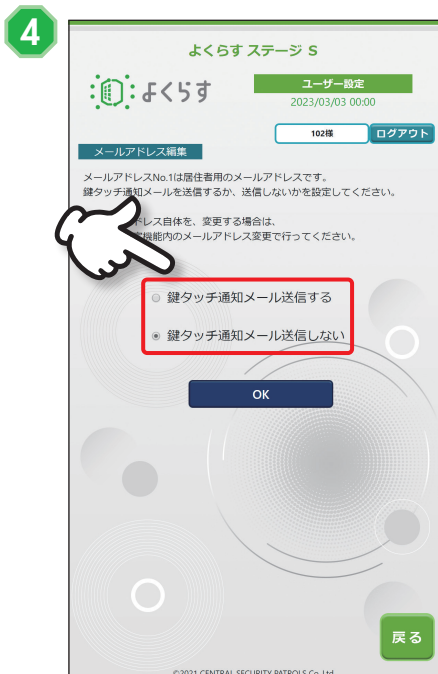 4
よくらす ステージ S
よくらす
ユーザー設定
2023/03/03 00:00
102様
ログアウト
メールアドレス編集
メールアドレスNo.1は居住者用のメールアドレスです。
鍵タッチ通知メールを送信するか、送信しないかを設定してください。
ドレス自体を、変更する場合は、
機能内のメールアドレス変更で行ってください。
鍵タッチ通知メール送信する
鍵タッチ通知メール送信しない
OK
戻る
©2021 CENTRAL SECURITY PATROLS Co.,Ltd.